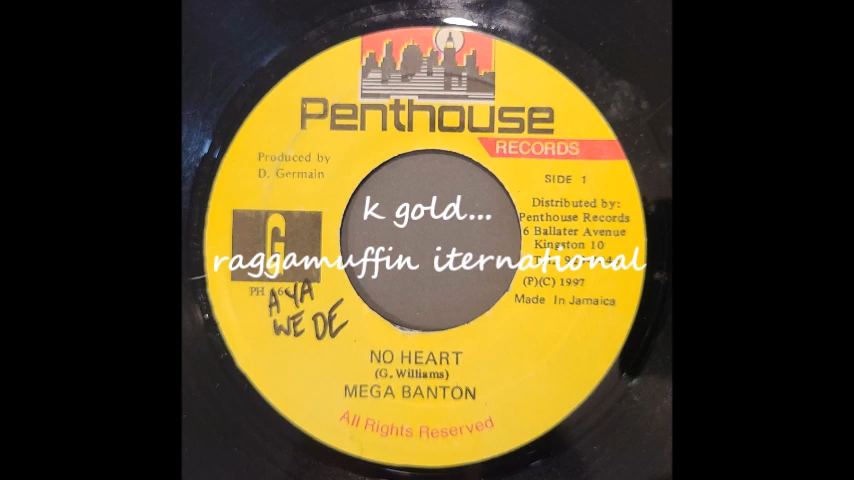 Penthouse
RECORDS
Produced by
D. Germain
SIDE 1
Distributed by:
Penthouse Records
6 Ballater Avenue
Kingston 10
(P)(C) 1997
Made In Jamaica
k gold...
raggamuffin iternational
G
PH
A YA
WE DE
NO HEART
(G. Williams)
MEGA BANTON
All Rights Reserved